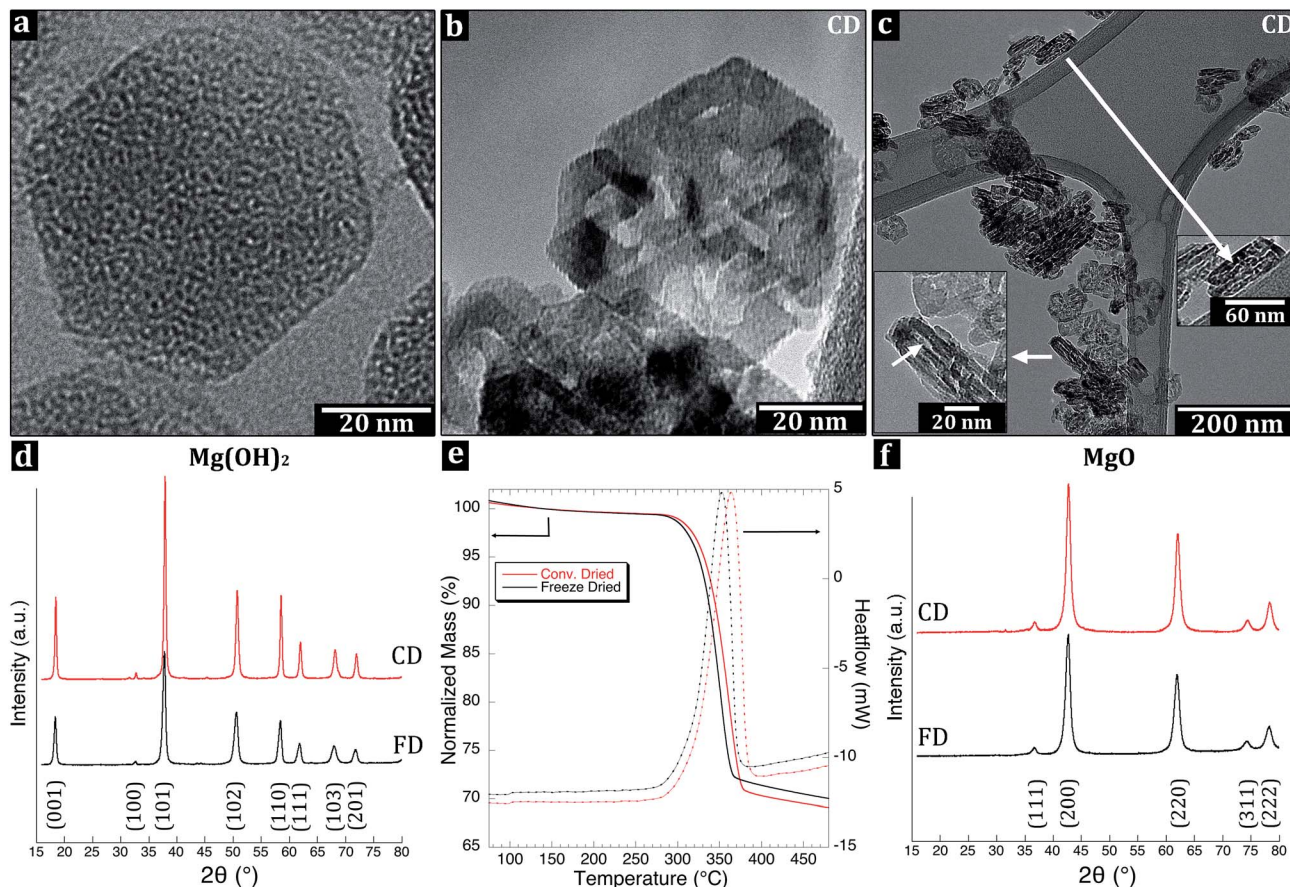 a
20 nm
b
CD
20 nm
c
CD
60 nm
20 nm
200 nm
d
Mg(OH)₂
Intensity (a.u.)
CD
FD
(001)
(100)
(101)
(102)
(110)
(111)
(103)
(201)
15 20 25 30 35 40 45 50 55 60 65 70 75 80
2θ (°)
e
Normalized Mass (%)
100
95
90
85
80
75
70
65
Conv. Dried
Freeze Dried
5
0
-5
-10
-15
Heatflow (mW)
100 150 200 250 300 350 400 450
Temperature (°C)
f
MgO
Intensity (a.u.)
CD
FD
(111)
(200)
(220)
(311)
(222)
15 20 25 30 35 40 45 50 55 60 65 70 75 80
2θ (°)